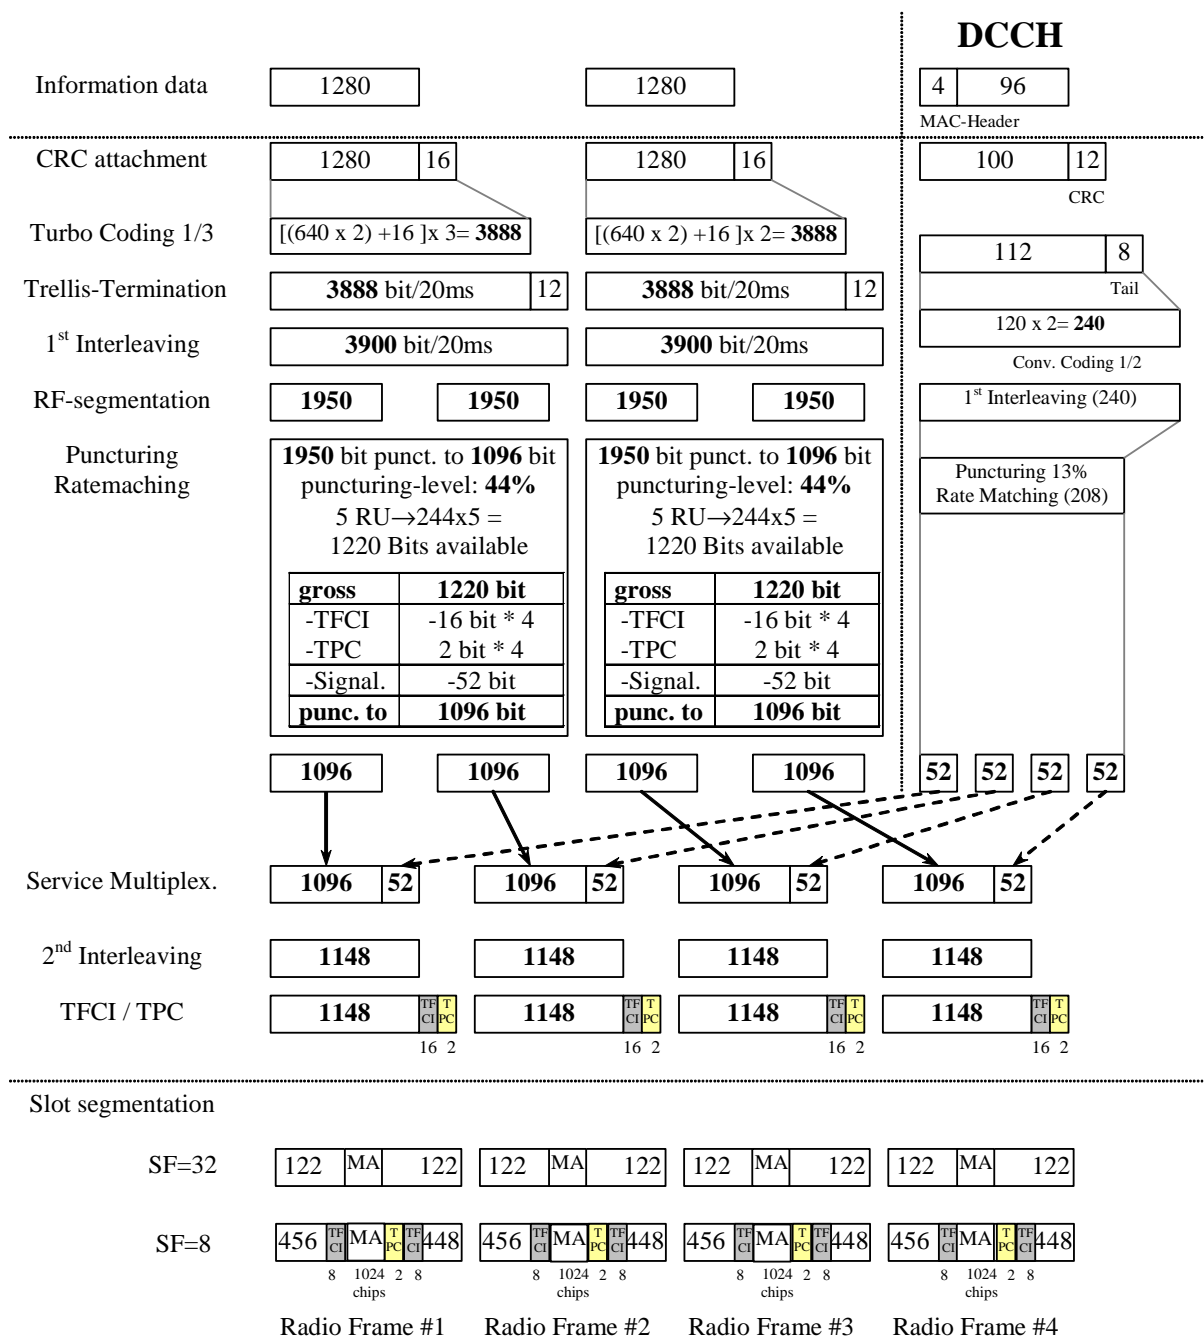 DCCH
Information data 1280 1280 4 96
MAC-Header
CRC attachment 1280 16 1280 16 100 12
CRC
Turbo Coding 1/3 [(640 x 2) +16 ]x 3= 3888 [(640 x 2) +16 ]x 2= 3888
112 8
Tail
Trellis-Termination 3888 bit/20ms 12 3888 bit/20ms 12
120 x 2= 240
Conv. Coding 1/2
1st Interleaving 3900 bit/20ms 3900 bit/20ms
RF-segmentation 1950 1950 1950 1950 1st Interleaving (240)
Puncturing
Ratemaching
1950 bit punct. to 1096 bit
puncturing-level: 44%
5 RU→244x5 =
1220 Bits available
gross 1220 bit
-TFCI -16 bit * 4
-TPC 2 bit * 4
-Signal. -52 bit
punc. to 1096 bit
1950 bit punct. to 1096 bit
puncturing-level: 44%
5 RU→244x5 =
1220 Bits available
gross 1220 bit
-TFCI -16 bit * 4
-TPC 2 bit * 4
-Signal. -52 bit
punc. to 1096 bit
Puncturing 13%
Rate Matching (208)
1096 1096 1096 1096 52 52 52 52
Service Multiplex. 1096 52 1096 52 1096 52 1096 52
2nd Interleaving 1148 1148 1148 1148
TFCI / TPC 1148 TFCI TPC 1148 TFCI TPC 1148 TFCI TPC 1148 TFCI TPC
16 2 16 2 16 2 16 2
Slot segmentation
SF=32 122 MA 122 122 MA 122 122 MA 122 122 MA 122
SF=8 456 TFCI MA TPC TFCI 448 456 TFCI MA TPC TFCI 448 456 TFCI MA TPC TFCI 448 456 TFCI MA TPC TFCI 448
8 1024 2 8 8 1024 2 8 8 1024 2 8 8 1024 2 8
chips chips chips chips
Radio Frame #1 Radio Frame #2 Radio Frame #3 Radio Frame #4